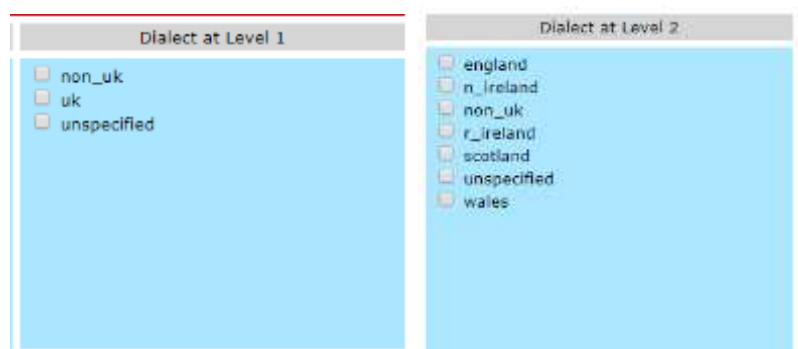 Dialect at Level 1
non_uk
uk
unspecified
Dialect at Level 2
england
n_ireland
non_uk
r_ireland
scotland
unspecified
wales